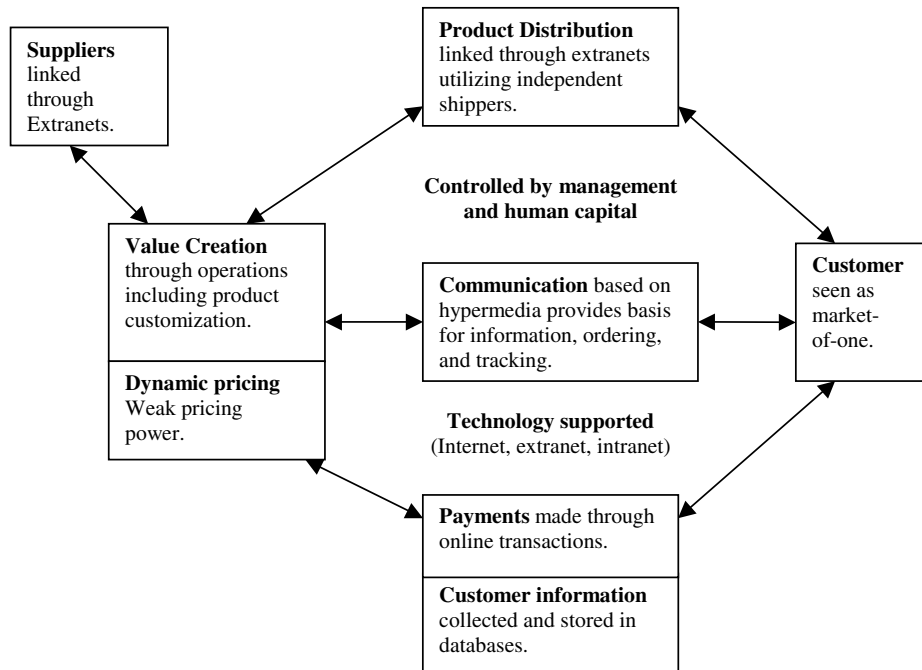 Suppliers
linked
through
Extranets.
Product Distribution
linked through extranets
utilizing independent
shippers.
Controlled by management
and human capital
Value Creation
through operations
including product
customization.
Dynamic pricing
Weak pricing
power.
Communication based on
hypermedia provides basis
for information, ordering,
and tracking.
Customer
seen as
market-
of-one.
Technology supported
(Internet, extranet, intranet)
Payments made through
online transactions.
Customer information
collected and stored in
databases.